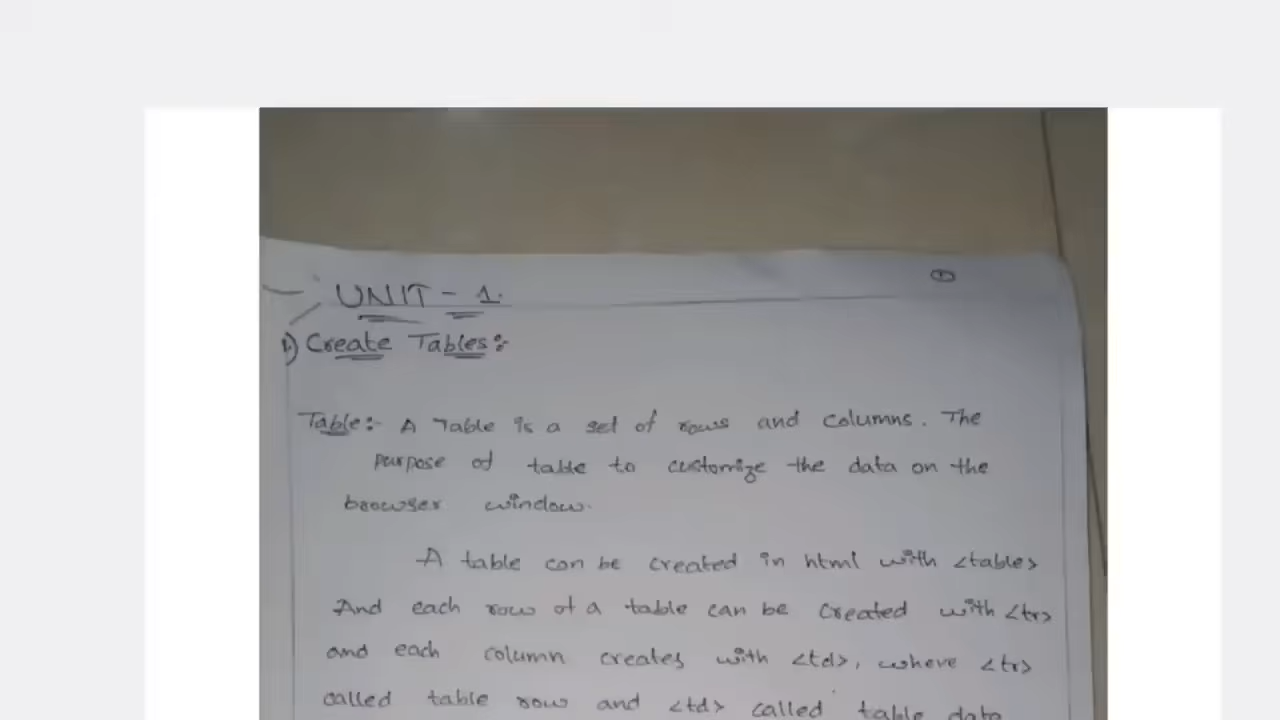 ①
UNIT - 1.
1) Create Tables:-
Table:- A Table is a set of rows and columns. The
purpose of table to customize the data on the
browser window.
A table can be created in html with <table>
And each row of a table can be created with <tr>
and each column creates with <td>, where <tr>
called table row and <td> called table data